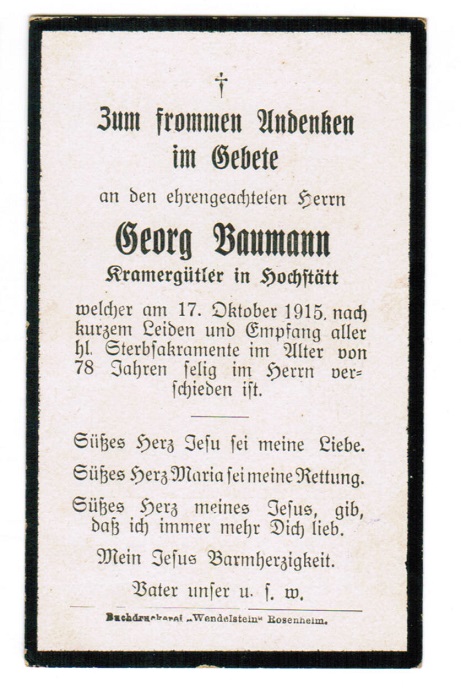 †
Zum frommen Andenken
im Gebete
an den ehrengeachteten Herrn
Georg Baumann
Kramergütler in Hochstätt
welcher am 17. Oktober 1915, nach
kurzem Leiden und Empfang aller
hl. Sterbsakramente im Alter von
78 Jahren selig im Herrn ver=
schieden ist.
Süßes Herz Jesu sei meine Liebe.
Süßes Herz Maria sei meine Rettung.
Süßes Herz meines Jesus, gib,
daß ich immer mehr Dich lieb.
Mein Jesus Barmherzigkeit.
Vater unser u. s. w.
Buchdruckerei „Wendelstein“ Rosenheim.